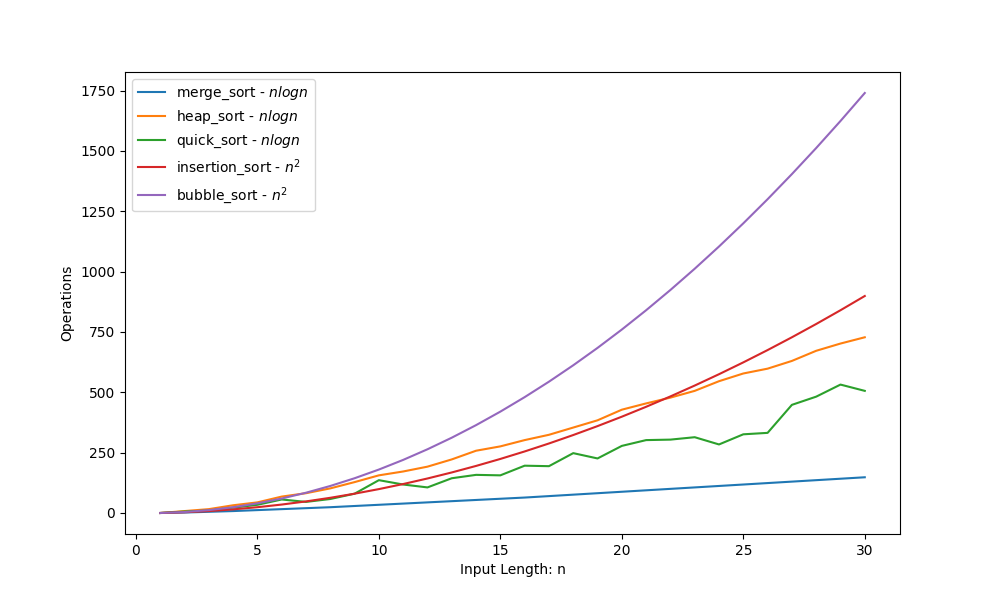 merge_sort - nlogn
heap_sort - nlogn
quick_sort - nlogn
insertion_sort - n²
bubble_sort - n²
1750
1500
1250
1000
750
500
250
0
Operations
0 5 10 15 20 25 30
Input Length: n